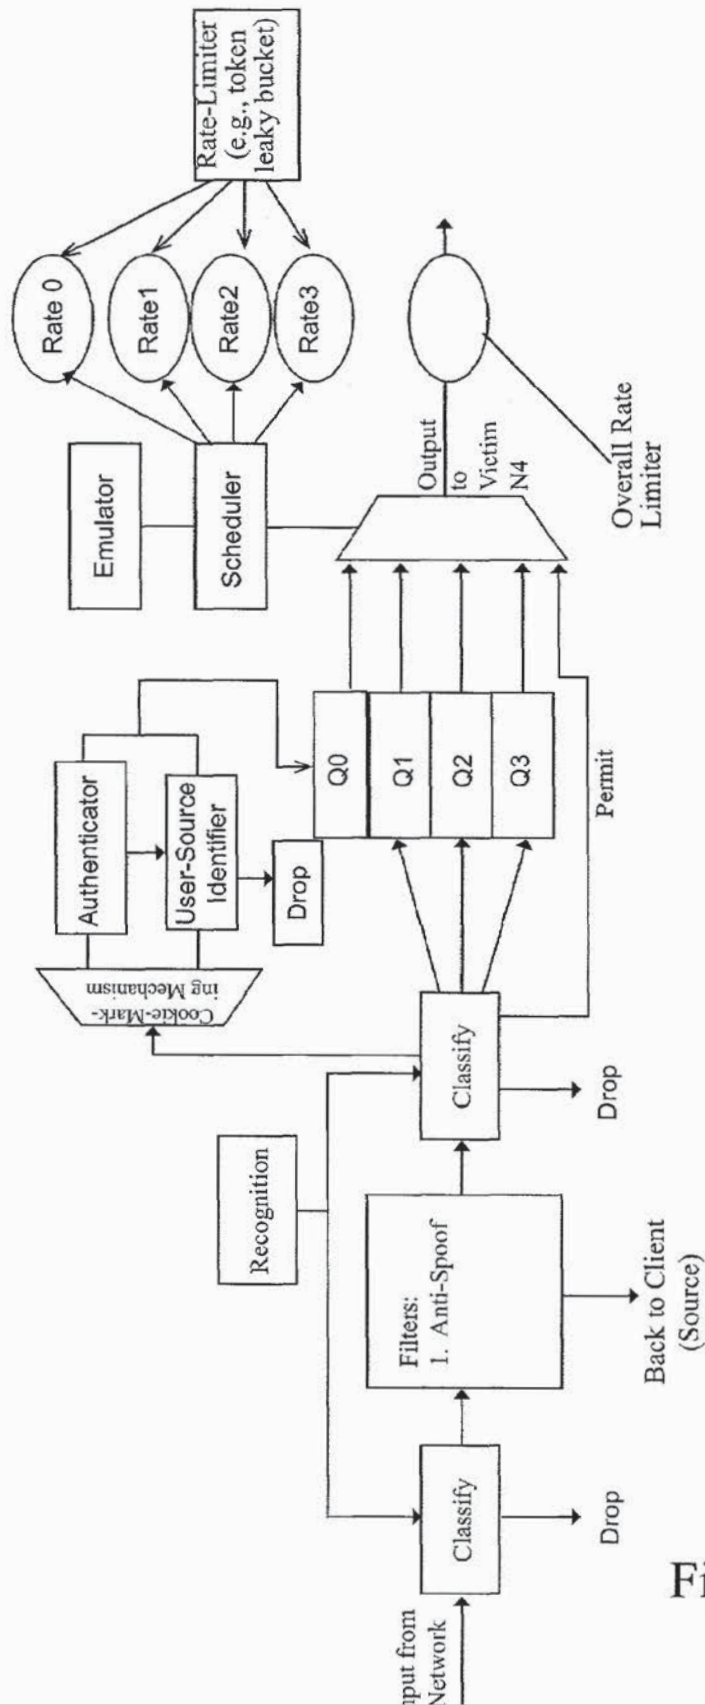 Rate-Limiter
(e.g., token
leaky bucket)
Rate 0
Rate1
Rate2
Rate3
Emulator
Scheduler
Output
to
Victim
N4
Overall Rate
Limiter
Authenticator
User-Source
Identifier
Drop
Cookie-Mark-
ing Mechanism
Q0
Q1
Q2
Q3
Permit
Recognition
Classify
Drop
Filters:
1. Anti-Spoof
Back to Client
(Source)
Classify
Drop
from
Network